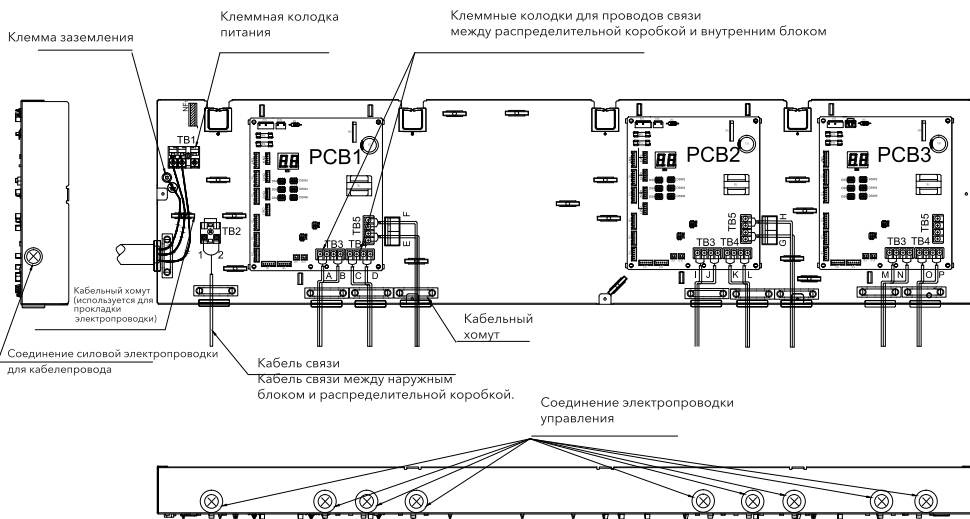 Клеммная колодка
питания
Клеммные колодки для проводов связи
между распределительной коробкой и внутренним блоком
Клемма заземления
NF
TB1
PCB1
PCB2
PCB3
TB2
1 2
TB5
F
E
TB3 TB4
A B C D
TB5
H
G
TB3 TB4
I J K L
TB5
TB3 TB4
M N O P
Кабельный хомут
(используется для
прокладки
электропроводки)
Кабельный
хомут
Соединение силовой электропроводки
для кабелепровода
Кабель связи
Кабель связи между наружным
блоком и распределительной коробкой.
Соединение электропроводки
управления